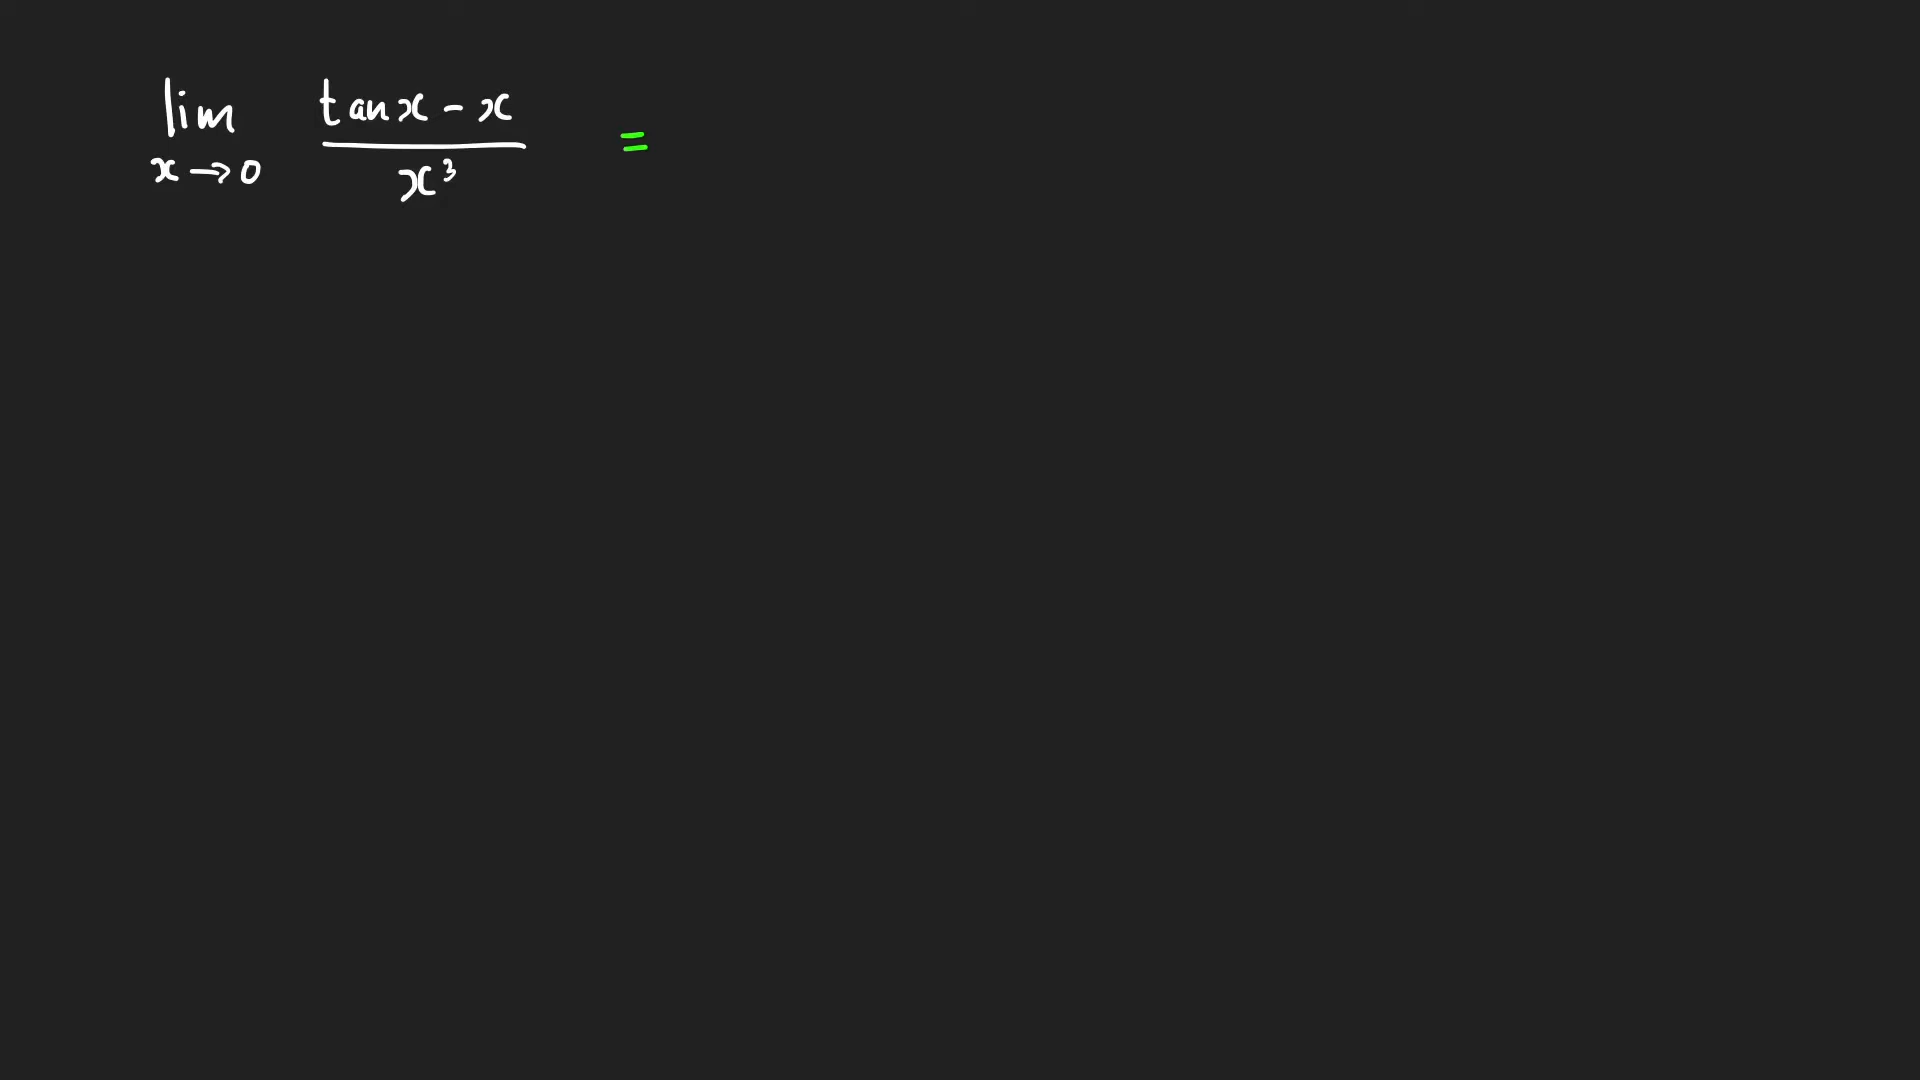 lim x→0 (tan x - x) / x³ =